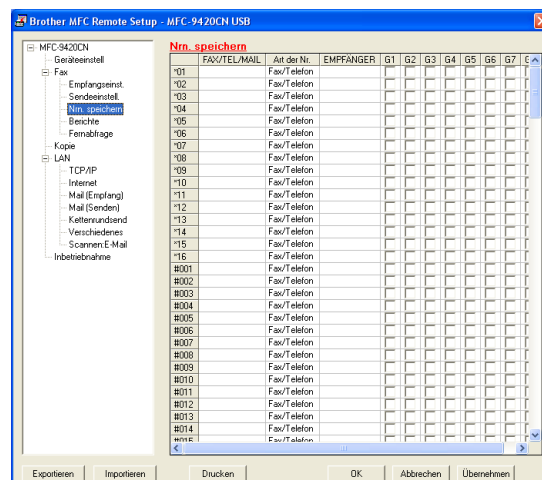 Brother MFC Remote Setup - MFC-9420CN USB
MFC-9420CN
Geräteeinstell
Fax
Empfangseinst.
Sendeeinstell.
Nrn. speichern
Berichte
Fernabfrage
Kopie
LAN
TCP/IP
Internet
Mail (Empfang)
Mail (Senden)
Kettenrundsend
Verschiedenes
Scannen:E-Mail
Inbetriebnahme
Nrn. speichern
FAX/TEL/MAIL Art der Nr. EMPFÄNGER G1 G2 G3 G4 G5 G6 G7
*01 Fax/Telefon
*02 Fax/Telefon
*03 Fax/Telefon
*04 Fax/Telefon
*05 Fax/Telefon
*06 Fax/Telefon
*07 Fax/Telefon
*08 Fax/Telefon
*09 Fax/Telefon
*10 Fax/Telefon
*11 Fax/Telefon
*12 Fax/Telefon
*13 Fax/Telefon
*14 Fax/Telefon
*15 Fax/Telefon
*16 Fax/Telefon
#001 Fax/Telefon
#002 Fax/Telefon
#003 Fax/Telefon
#004 Fax/Telefon
#005 Fax/Telefon
#006 Fax/Telefon
#007 Fax/Telefon
#008 Fax/Telefon
#009 Fax/Telefon
#010 Fax/Telefon
#011 Fax/Telefon
#012 Fax/Telefon
#013 Fax/Telefon
#014 Fax/Telefon
#015 Fax/Telefon
Exportieren Importieren Drucken OK Abbrechen Übernehmen